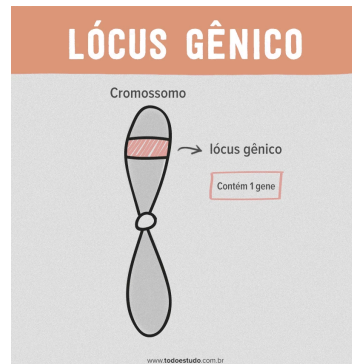 LÓCUS GÊNICO
Cromossomo
lócus gênico
Contém 1 gene
www.todoestudo.com.br